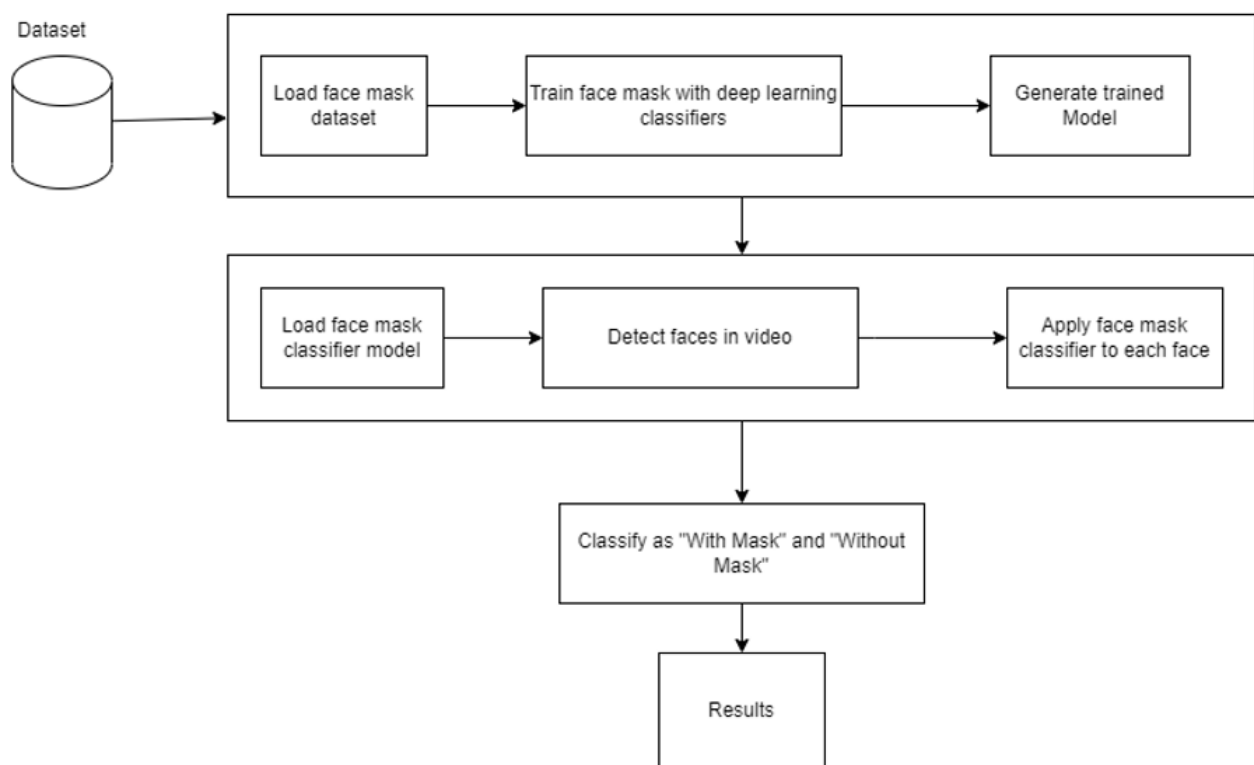 Dataset
Load face mask
dataset
Train face mask with deep learning
classifiers
Generate trained
Model
Load face mask
classifier model
Detect faces in video
Apply face mask
classifier to each face
Classify as "With Mask" and "Without
Mask"
Results